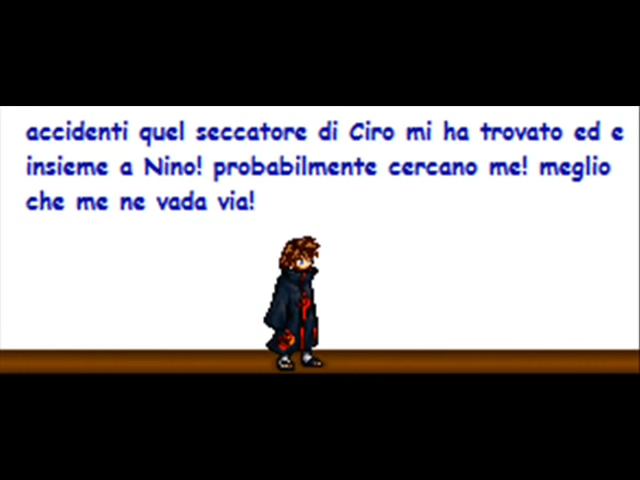 accidenti quel seccatore di Ciro mi ha trovato ed e
insieme a Nino! probabilmente cercano me! meglio
che me ne vada via!